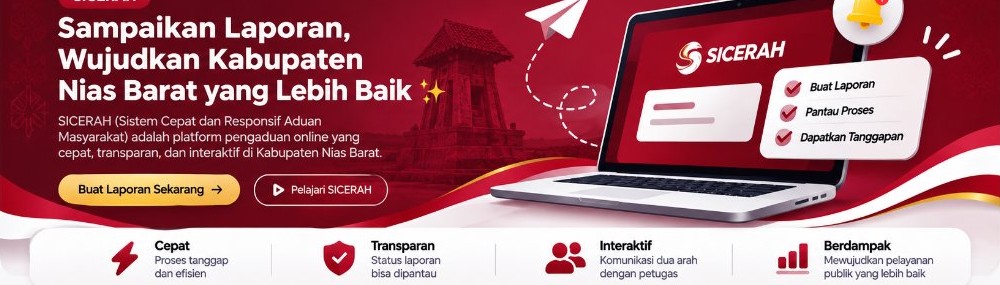 SICERAH
Sampaikan Laporan,
Wujudkan Kabupaten
Nias Barat yang Lebih Baik
SICERAH (Sistem Cepat dan Responsif Aduan
Masyarakat) adalah platform pengaduan online yang
cepat, transparan, dan interaktif di Kabupaten Nias Barat.
Buat Laporan Sekarang →
Pelajari SICERAH
SICERAH
Buat Laporan
Pantau Proses
Dapatkan Tanggapan
Cepat
Proses tanggap
dan efisien
Transparan
Status laporan
bisa dipantau
Interaktif
Komunikasi dua arah
dengan petugas
Berdampak
Mewujudkan pelayanan
publik yang lebih baik